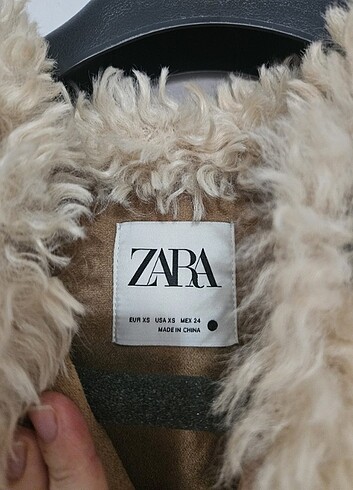 ZARA
EUR XS USA XS MEX 24
MADE IN CHINA